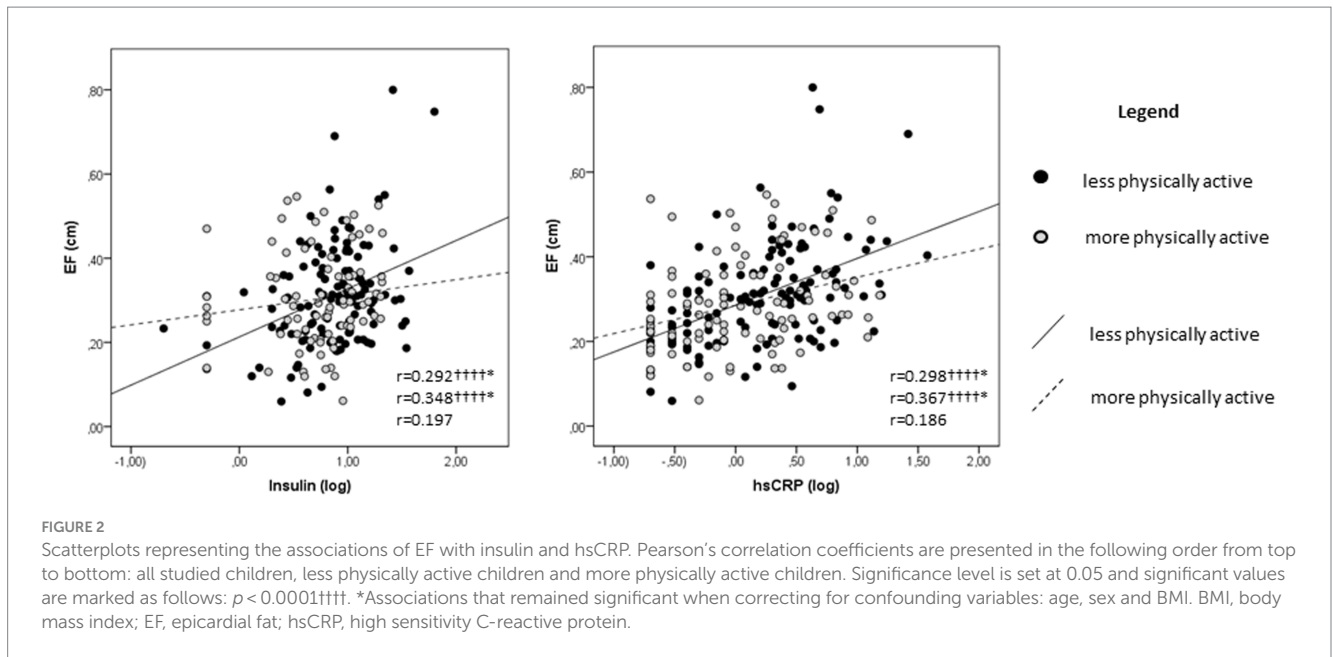 ,80
,60
EF (cm)
,40
,20
,00
r=0.292††††*
r=0.348††††*
r=0.197
-1,00) ,00 1,00 2,00
Insulin (log)
,80
,60
EF (cm)
,40
,20
,00
r=0.298††††*
r=0.367††††*
r=0.186
-1,00) -,50) ,00 ,50 1,00 1,50 2,00
hsCRP (log)
Legend
less physically active
more physically active
less physically active
more physically active
FIGURE 2
Scatterplots representing the associations of EF with insulin and hsCRP. Pearson’s correlation coefficients are presented in the following order from top
to bottom: all studied children, less physically active children and more physically active children. Significance level is set at 0.05 and significant values
are marked as follows: p < 0.0001††††. *Associations that remained significant when correcting for confounding variables: age, sex and BMI. BMI, body
mass index; EF, epicardial fat; hsCRP, high sensitivity C-reactive protein.